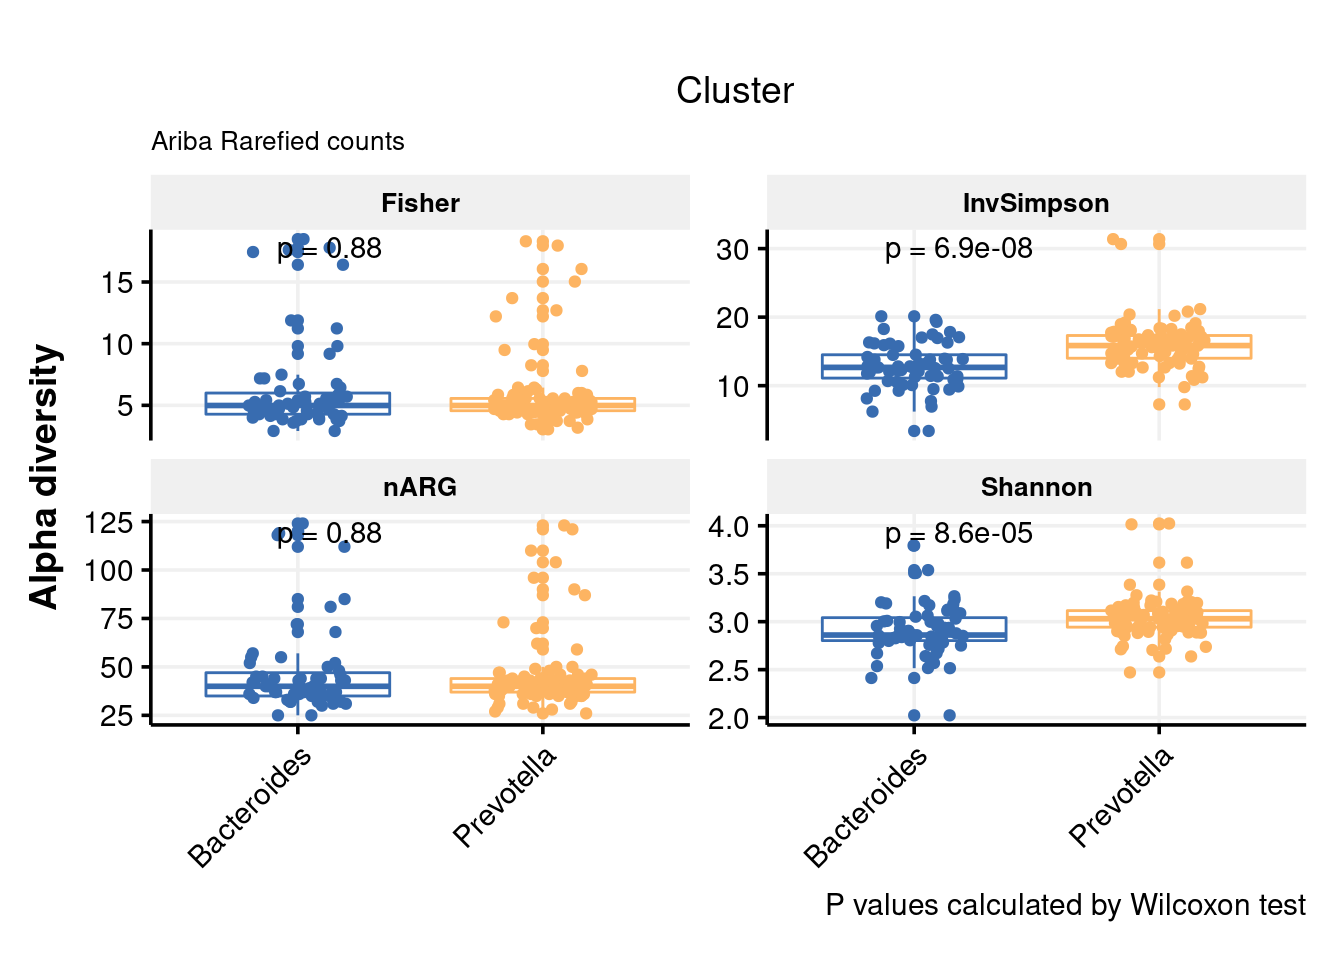 Cluster
Ariba Rarefied counts
Fisher
InvSimpson
p = 0.88
p = 6.9e-08
15
10
5
30
20
10
Alpha diversity
nARG
Shannon
p = 0.88
p = 8.6e-05
125
100
75
50
25
4.0
3.5
3.0
2.5
2.0
Bacteroides
Prevotella
Bacteroides
Prevotella
P values calculated by Wilcoxon test